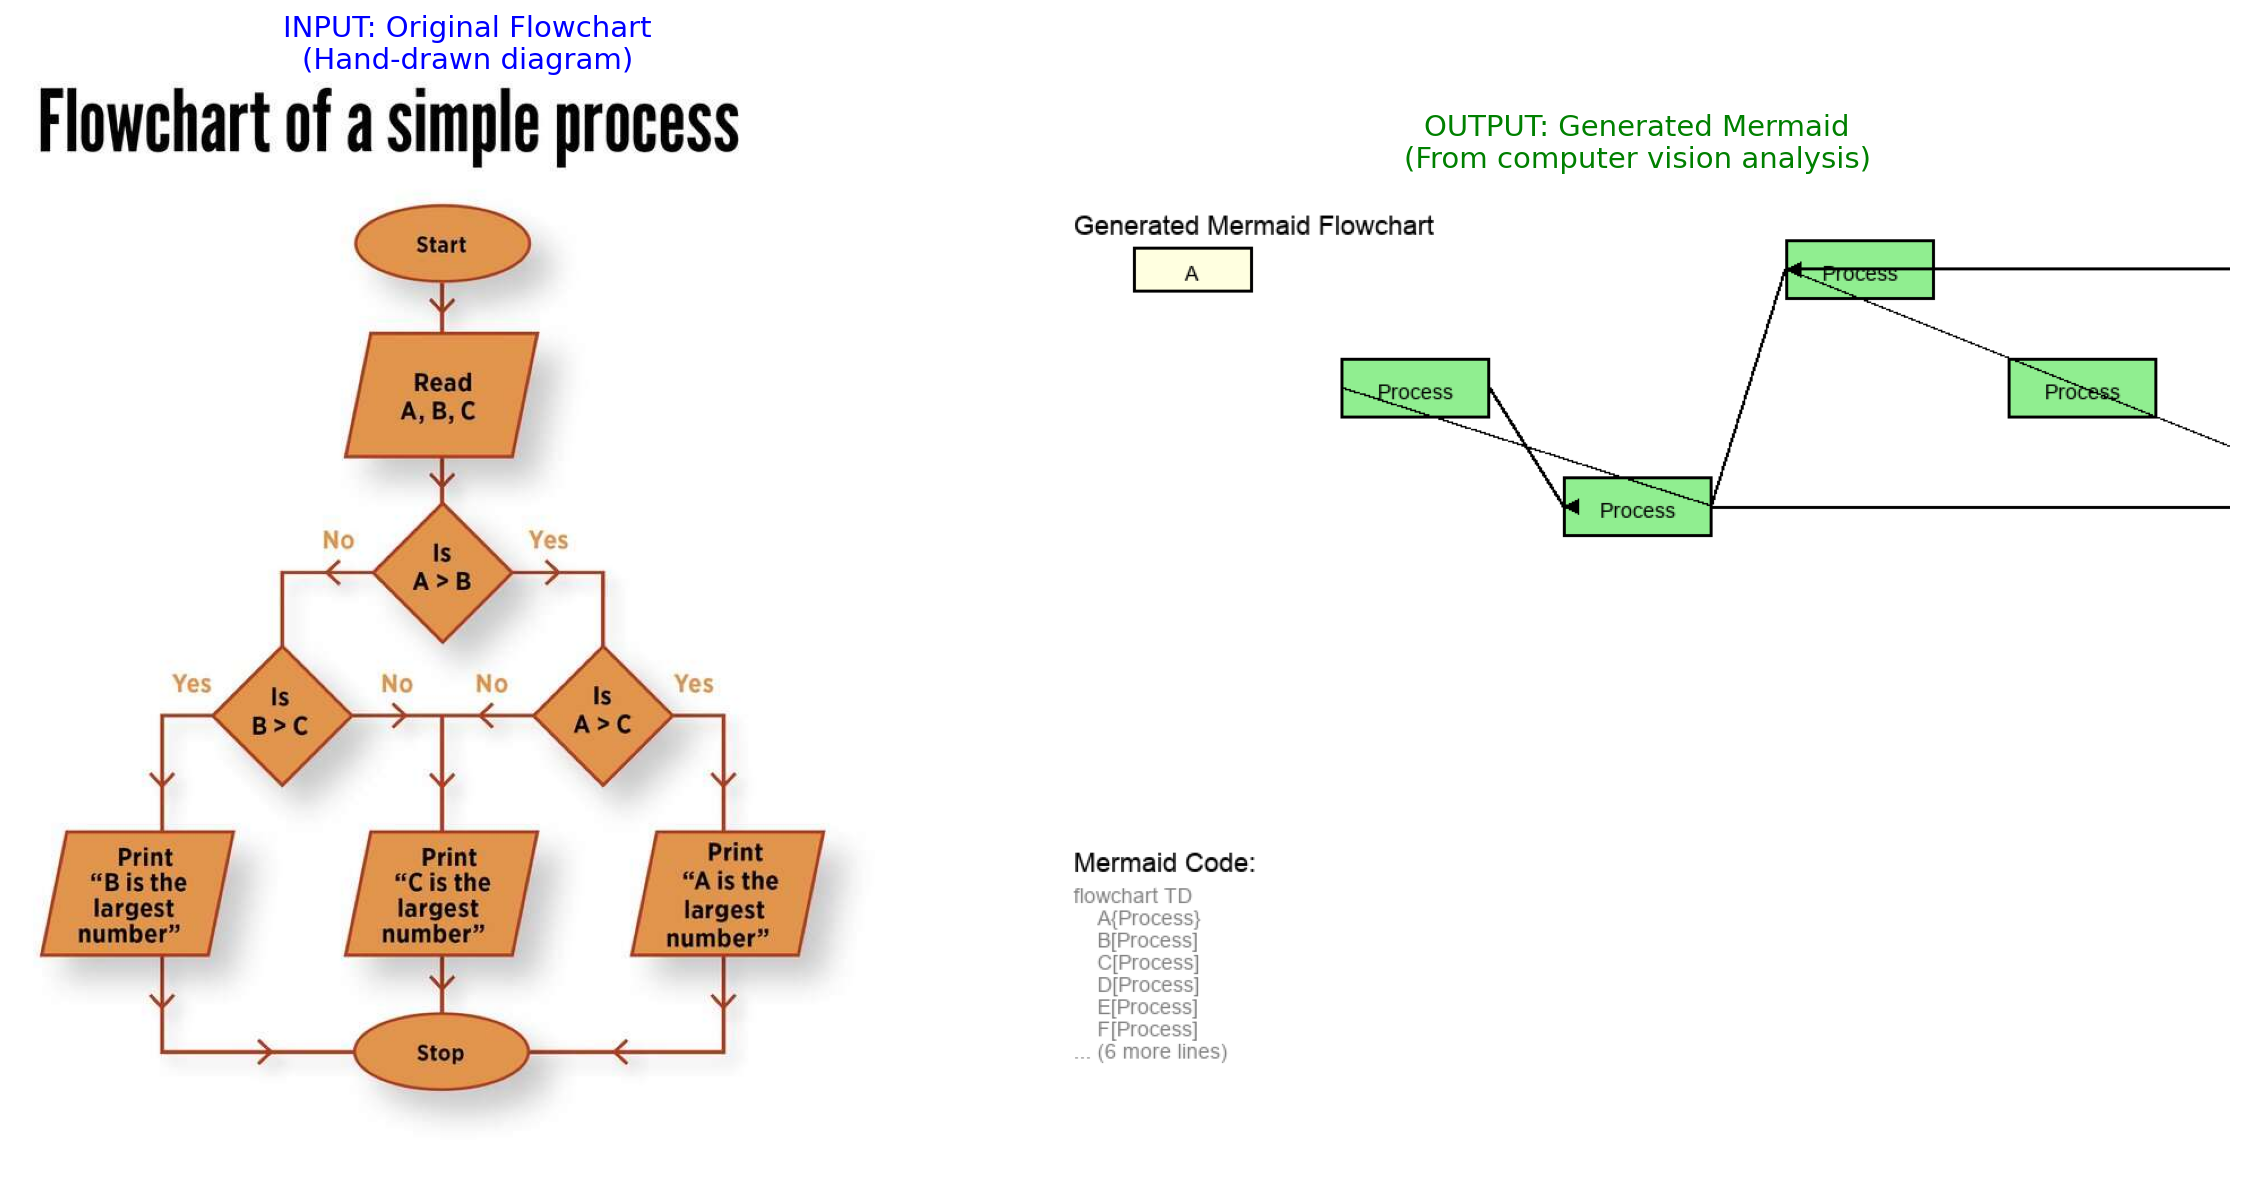 INPUT: Original Flowchart
(Hand-drawn diagram)
Flowchart of a simple process
Start
Read
A, B, C
Is
A > B
No
Yes
Is
B > C
Yes
No
Is
A > C
No
Yes
Print
“B is the
largest
number”
Print
“C is the
largest
number”
Print
“A is the
largest
number”
Stop
OUTPUT: Generated Mermaid
(From computer vision analysis)
Generated Mermaid Flowchart
A
Process
Process
Process
Process
Mermaid Code:
flowchart TD
A{Process}
B[Process]
C[Process]
D[Process]
E[Process]
F[Process]
... (6 more lines)